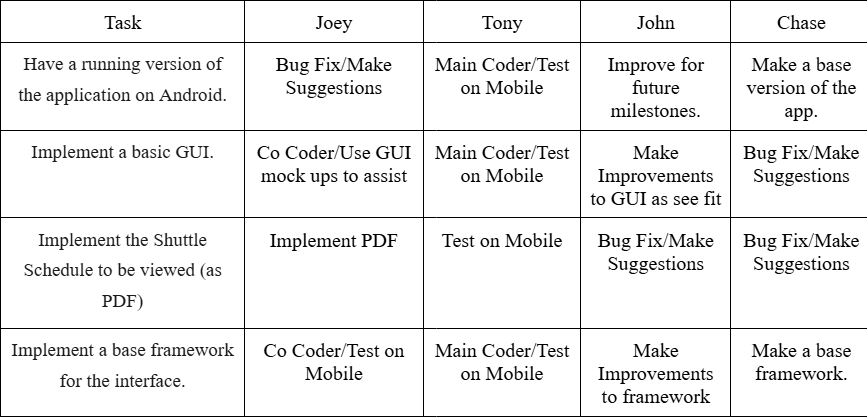 Task Joey Tony John Chase
Have a running version of
the application on Android.
Bug Fix/Make
Suggestions
Main Coder/Test
on Mobile
Improve for
future
milestones.
Make a base
version of the
app.
Implement a basic GUI.
Co Coder/Use GUI
mock ups to assist
Main Coder/Test
on Mobile
Make
Improvements
to GUI as see fit
Bug Fix/Make
Suggestions
Implement the Shuttle
Schedule to be viewed (as
PDF)
Implement PDF
Test on Mobile
Bug Fix/Make
Suggestions
Bug Fix/Make
Suggestions
Implement a base framework
for the interface.
Co Coder/Test on
Mobile
Main Coder/Test
on Mobile
Make
Improvements
to framework
Make a base
framework.